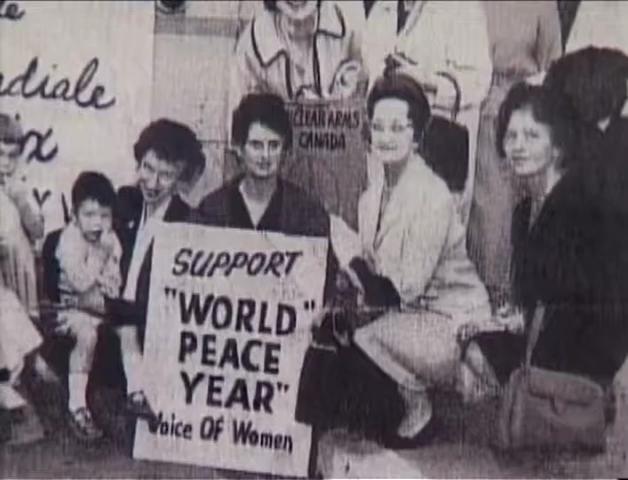 SUPPORT
"WORLD"
PEACE
YEAR"
Voice OF Women
CLEAR ARMS
CANADA
diale
x